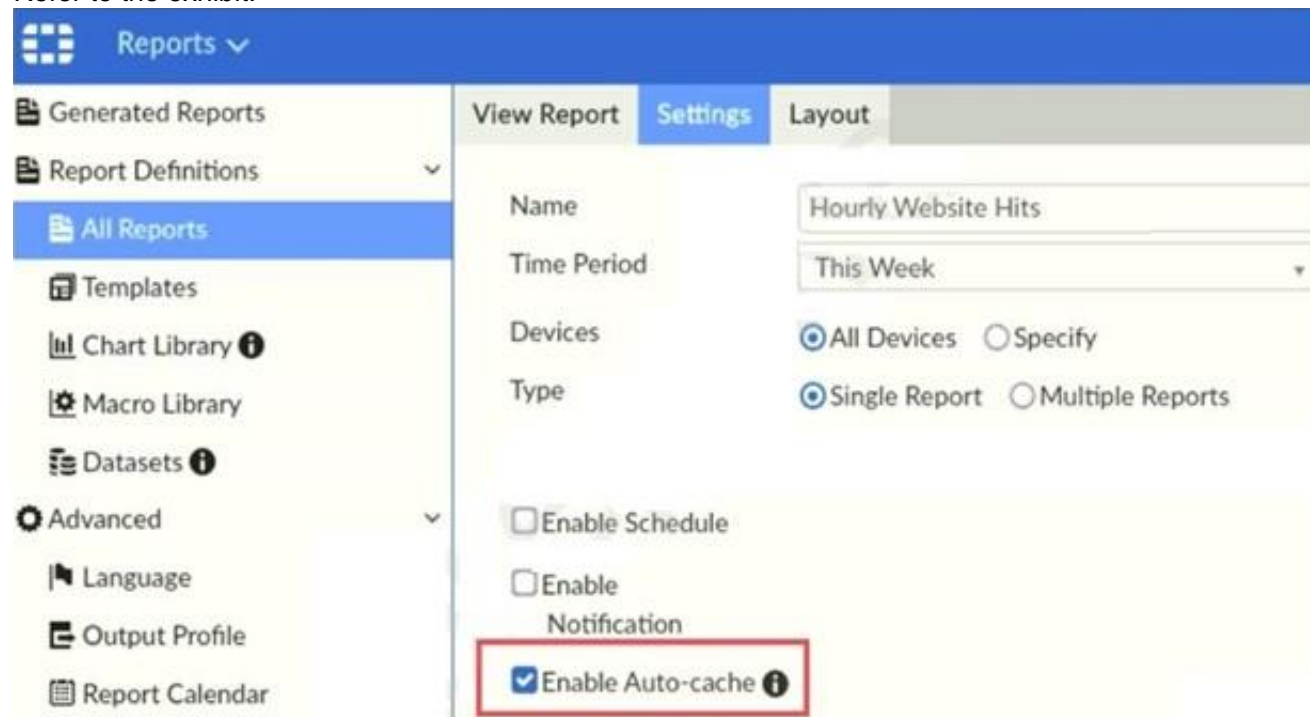 Refer to the exhibit.
Reports
Generated Reports
Report Definitions
All Reports
Templates
Chart Library
Macro Library
Datasets
Advanced
Language
Output Profile
Report Calendar
View Report Settings Layout
Name Hourly Website Hits
Time Period This Week
Devices All Devices Specify
Type Single Report Multiple Reports
Enable Schedule
Enable
Notification
Enable Auto-cache